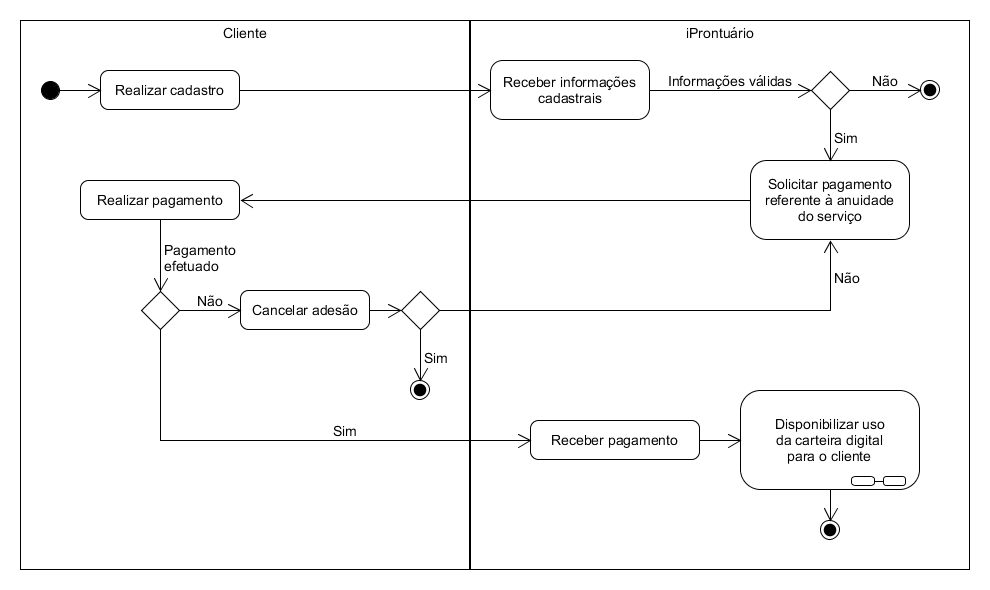 Cliente
iProntuário
Realizar cadastro
Receber informações
cadastrais
Informações válidas
Não
Sim
Realizar pagamento
Solicitar pagamento
referente à anuidade
do serviço
Pagamento
efetuado
Não
Cancelar adesão
Não
Sim
Sim
Receber pagamento
Disponibilizar uso
da carteira digital
para o cliente